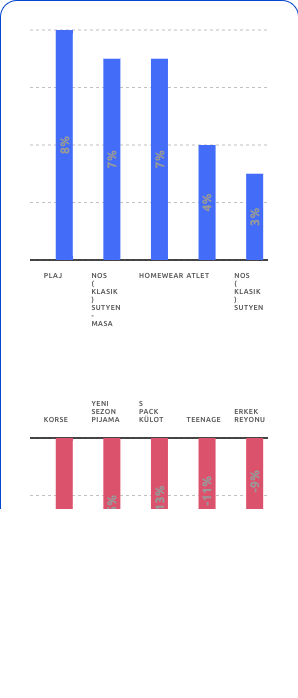 8%
7%
7%
4%
3%
PLAJ
NOS
(
KLASIK
)
SUTYEN
-
MASA
HOMEWEAR
ATLET
NOS
(
KLASIK
)
SUTYEN
KORSE
YENI
SEZON
PIJAMA
S
PACK
KÜLOT
TEENAGE
ERKEK
REYONU
%
13%
-11%
-9%